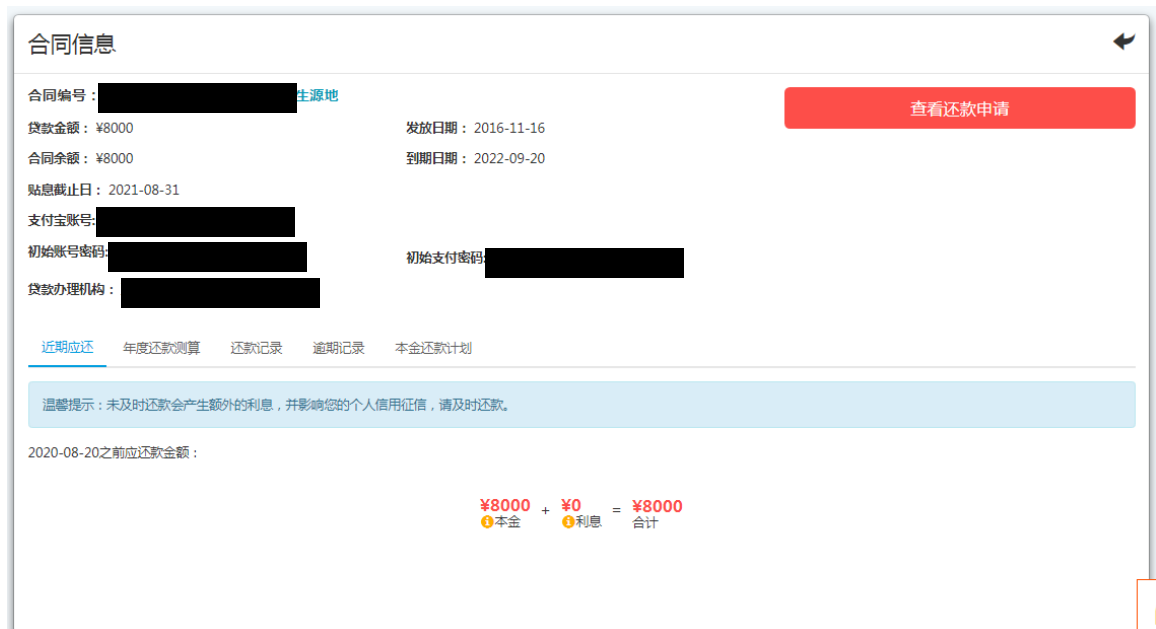 合同信息
合同编号： 生源地
查看还款申请
贷款金额： ¥8000 发放日期： 2016-11-16
合同余额： ¥8000 到期日期： 2022-09-20
贴息截止日： 2021-08-31
支付宝账号:
初始账号密码: 初始支付密码:
贷款办理机构：
近期应还 年度还款测算 还款记录 逾期记录 本金还款计划
温馨提示：未及时还款会产生额外的利息，并影响您的个人信用征信，请及时还款。
2020-08-20之前应还款金额：
¥8000 + ¥0 = ¥8000
本金 利息 合计